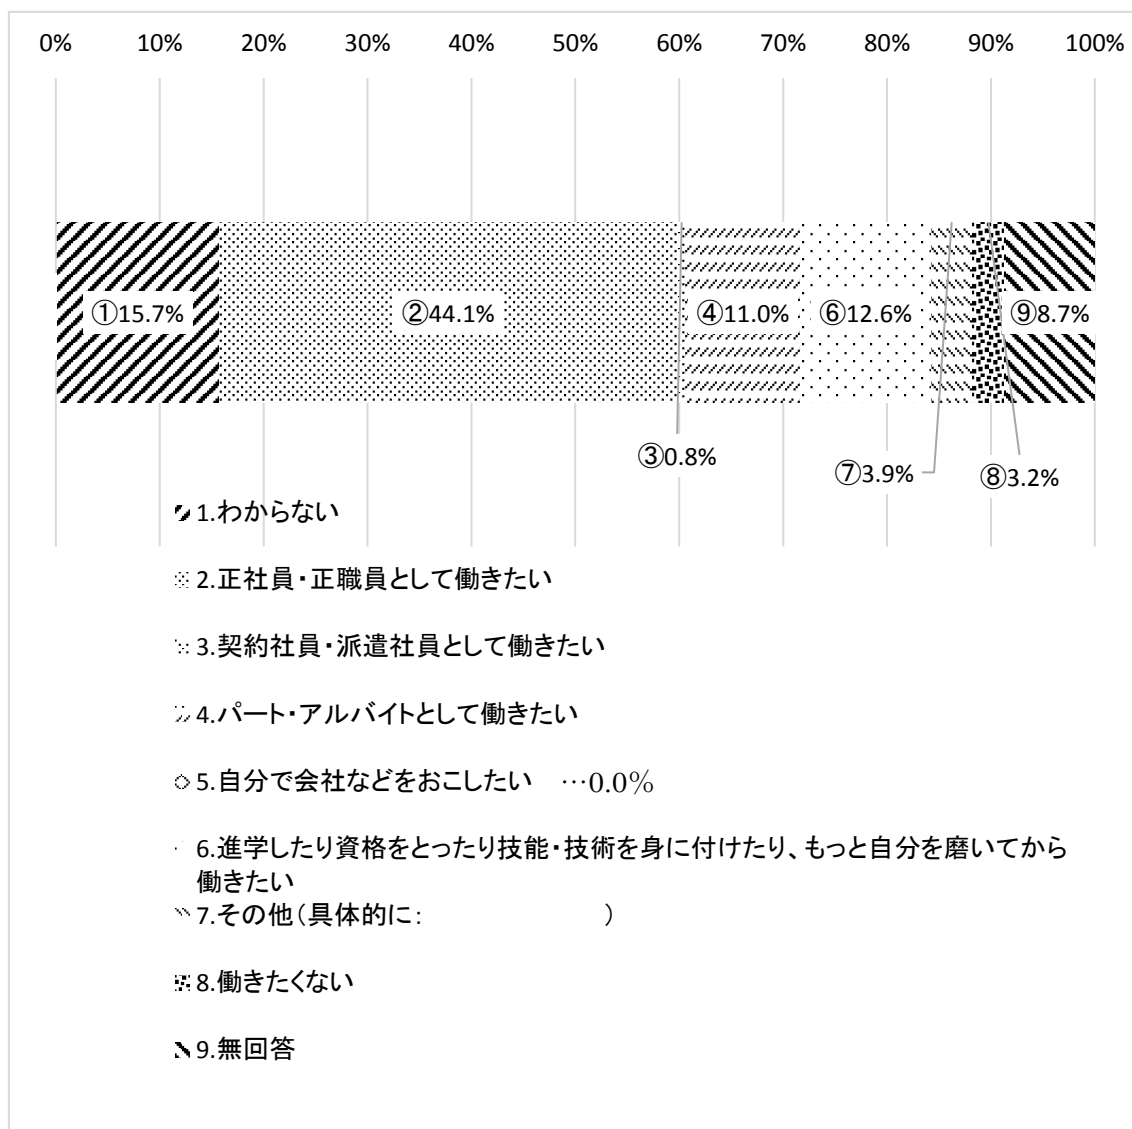 0% 10% 20% 30% 40% 50% 60% 70% 80% 90% 100%
①15.7% ②44.1% ④11.0% ⑥12.6% ⑨8.7%
③0.8% ⑦3.9% ⑧3.2%
1.わからない
2.正社員・正職員として働きたい
3.契約社員・派遣社員として働きたい
4.パート・アルバイトとして働きたい
5.自分で会社などをおこしたい …0.0%
6.進学したり資格をとったり技能・技術を身に付けたり、もっと自分を磨いてから
働きたい
7.その他(具体的に: )
8.働きたくない
9.無回答